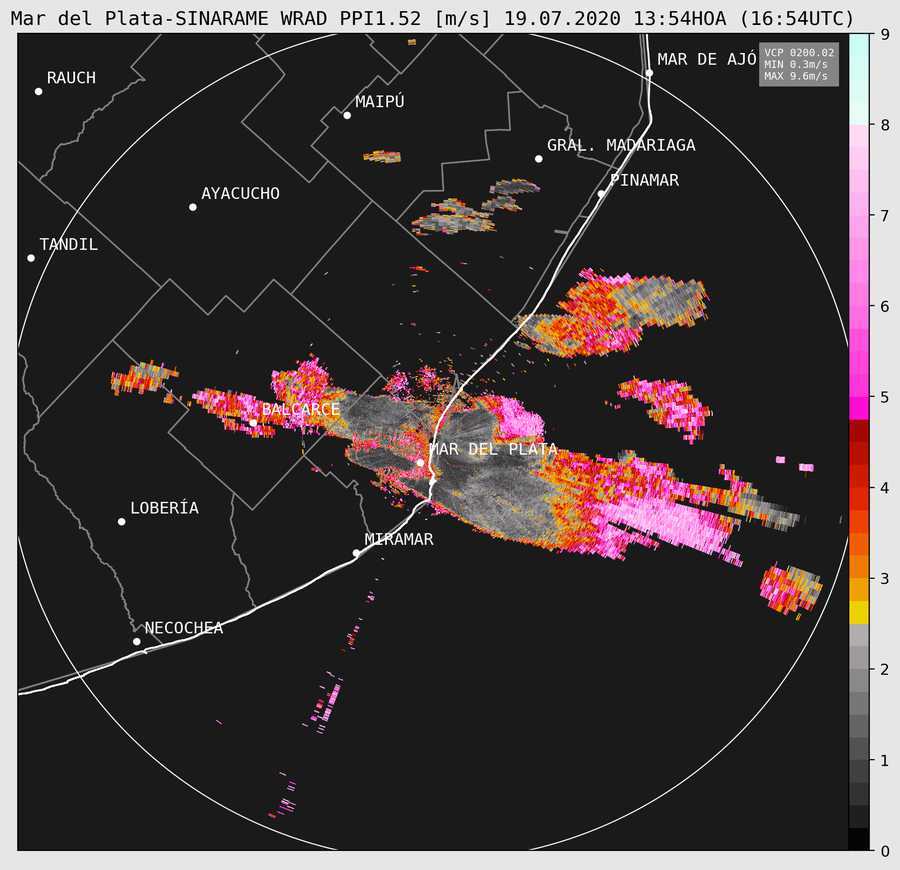 Mar del Plata-SINARAME WRAD PPI1.52 [m/s] 19.07.2020 13:54HOA (16:54UTC)
9
MAR DE AJÓ
VCP 0200.02
MIN 0.3m/s
MAX 9.6m/s
RAUCH
MAIPÚ
8
GRAL. MADARIAGA
PINAMAR
AYACUCHO
7
TANDIL
6
5
BALCARCE
MAR DEL PLATA
4
LOBERÍA
MIRAMAR
3
NECOCHEA
2
1
0